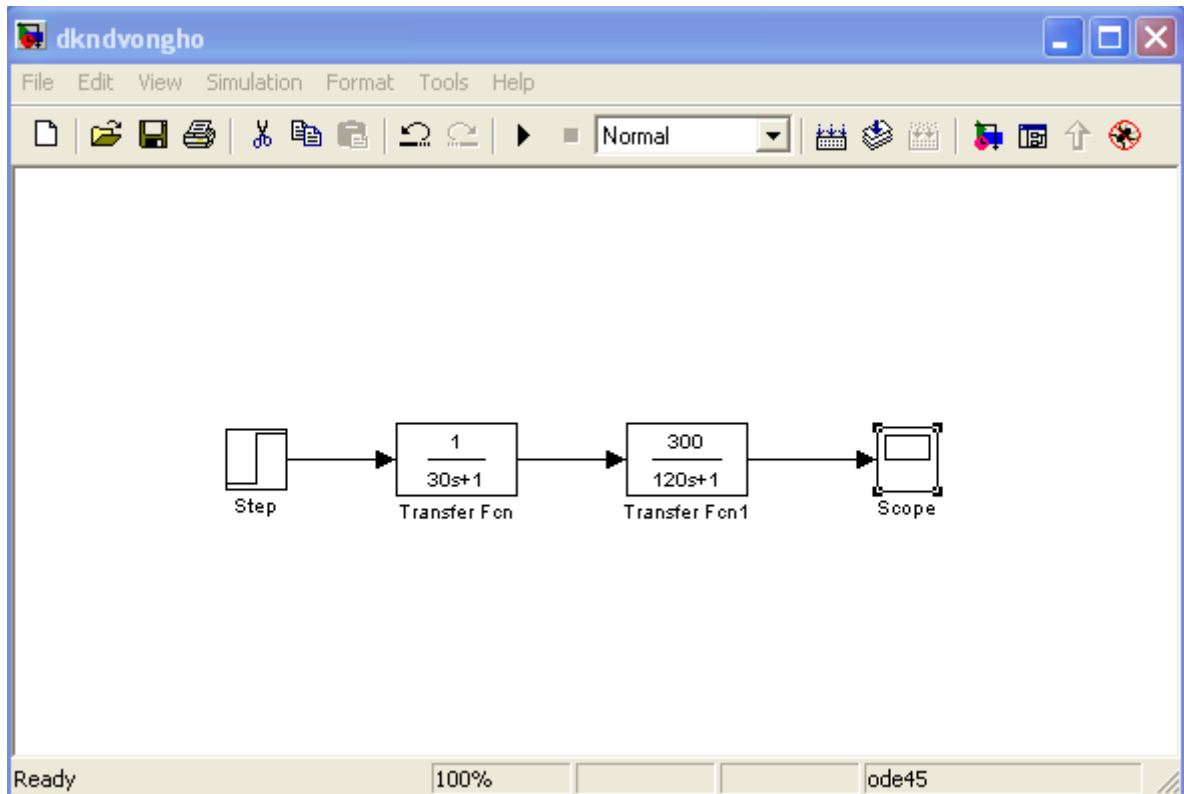 dkndvongho
File Edit View Simulation Format Tools Help
Normal
1
30s+1
300
120s+1
Step
Transfer Fcn
Transfer Fcn1
Scope
Ready 100% ode45